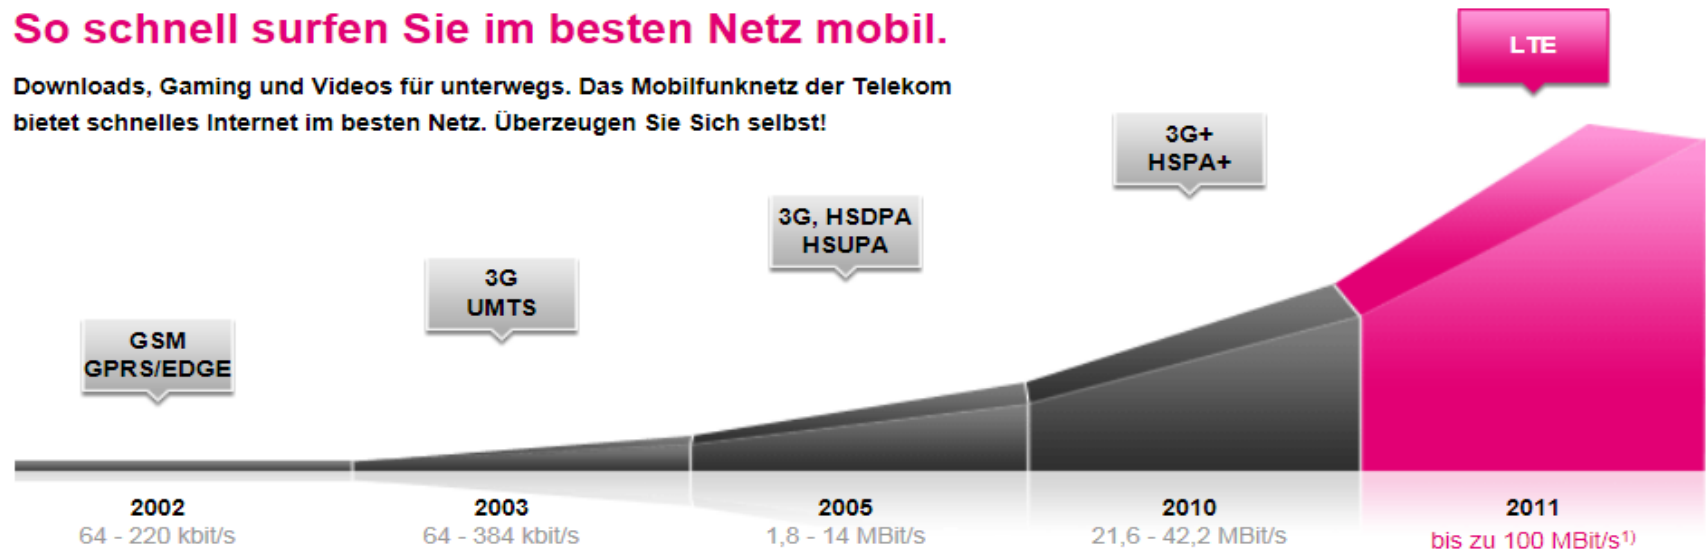 So schnell surfen Sie im besten Netz mobil.
Downloads, Gaming und Videos für unterwegs. Das Mobilfunknetz der Telekom
bietet schnelles Internet im besten Netz. Überzeugen Sie Sich selbst!
GSM
GPRS/EDGE
3G
UMTS
3G, HSDPA
HSUPA
3G+
HSPA+
LTE
2002
64 - 220 kbit/s
2003
64 - 384 kbit/s
2005
1,8 - 14 MBit/s
2010
21,6 - 42,2 MBit/s
2011
bis zu 100 MBit/s¹⁾